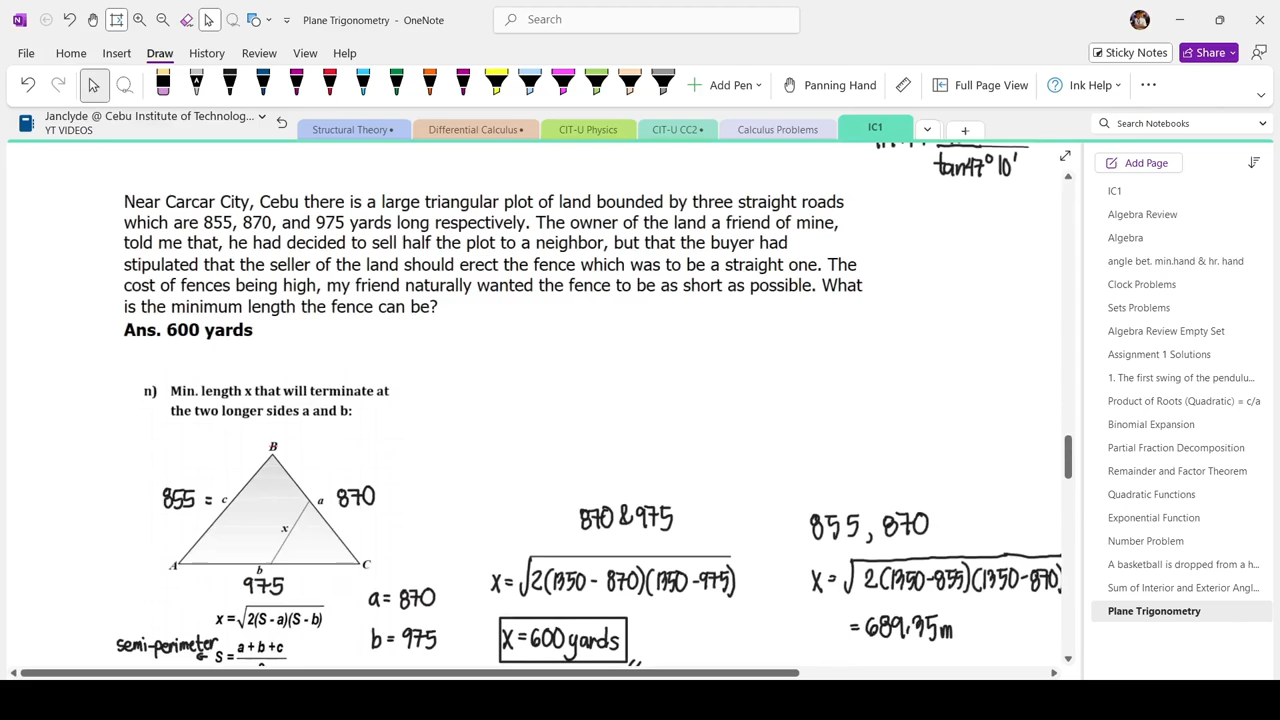 Plane Trigonometry - OneNote
Search
File Home Insert Draw History Review View Help
Sticky Notes
Share
Add Pen
Panning Hand
Full Page View
Ink Help
Janclyde @ Cebu Institute of Technolog...
YT VIDEOS
Structural Theory
Differential Calculus
CIT-U Physics
CIT-U CC2
Calculus Problems
IC1
Search Notebooks
Add Page
tan47°10'
Near Carcar City, Cebu there is a large triangular plot of land bounded by three straight roads
which are 855, 870, and 975 yards long respectively. The owner of the land a friend of mine,
told me that, he had decided to sell half the plot to a neighbor, but that the buyer had
stipulated that the seller of the land should erect the fence which was to be a straight one. The
cost of fences being high, my friend naturally wanted the fence to be as short as possible. What
is the minimum length the fence can be?
Ans. 600 yards
n) Min. length x that will terminate at
the two longer sides a and b:
B
855 = c
a 870
x
A
b
C
975
x = √2(S - a)(S - b)
semi-perimeter
S = a + b + c
a = 870
b = 975
870 & 975
x = √2(1350 - 870)(1350 - 975)
x = 600 yards
855, 870
x = √2(1350-855)(1350-870)
= 689.35m
IC1
Algebra Review
Algebra
angle bet. min.hand & hr. hand
Clock Problems
Sets Problems
Algebra Review Empty Set
Assignment 1 Solutions
1. The first swing of the pendulu...
Product of Roots (Quadratic) = c/a
Binomial Expansion
Partial Fraction Decomposition
Remainder and Factor Theorem
Quadratic Functions
Exponential Function
Number Problem
A basketball is dropped from a h...
Sum of Interior and Exterior Angl...
Plane Trigonometry